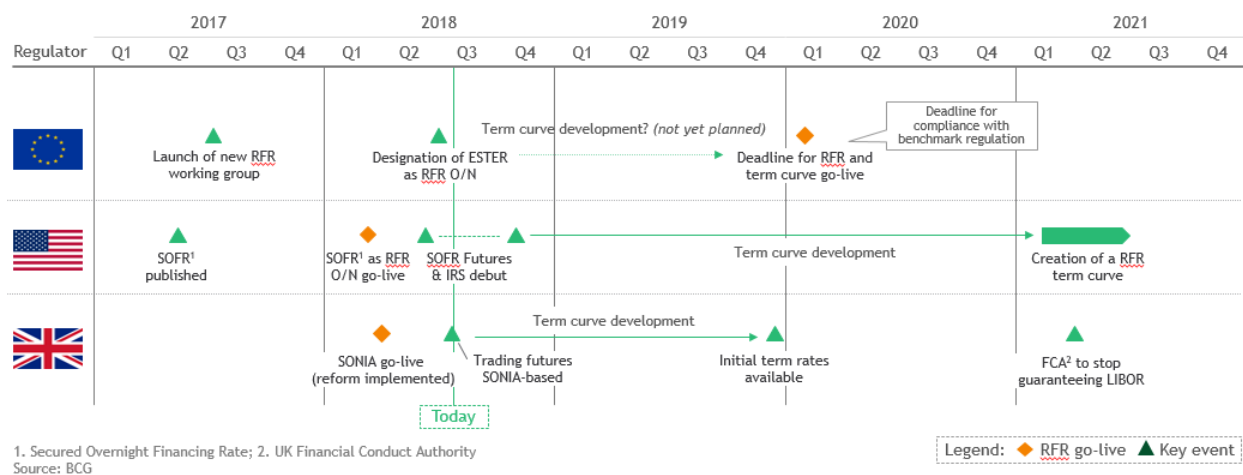 2017 2018 2019 2020 2021
Regulator Q1 Q2 Q3 Q4 Q1 Q2 Q3 Q4 Q1 Q2 Q3 Q4 Q1 Q2 Q3 Q4 Q1 Q2 Q3 Q4
Launch of new RFR
working group
Designation of ESTER
as RFR O/N
Term curve development? (not yet planned)
Deadline for RFR and
term curve go-live
Deadline for
compliance with
benchmark regulation
SOFR¹
published
SOFR¹ as RFR
O/N go-live
SOFR Futures
& IRS debut
Term curve development
Creation of a RFR
term curve
SONIA go-live
(reform implemented)
Trading futures
SONIA-based
Term curve development
Initial term rates
available
FCA² to stop
guaranteeing LIBOR
Today
1. Secured Overnight Financing Rate; 2. UK Financial Conduct Authority
Source: BCG
Legend: RFR go-live Key event